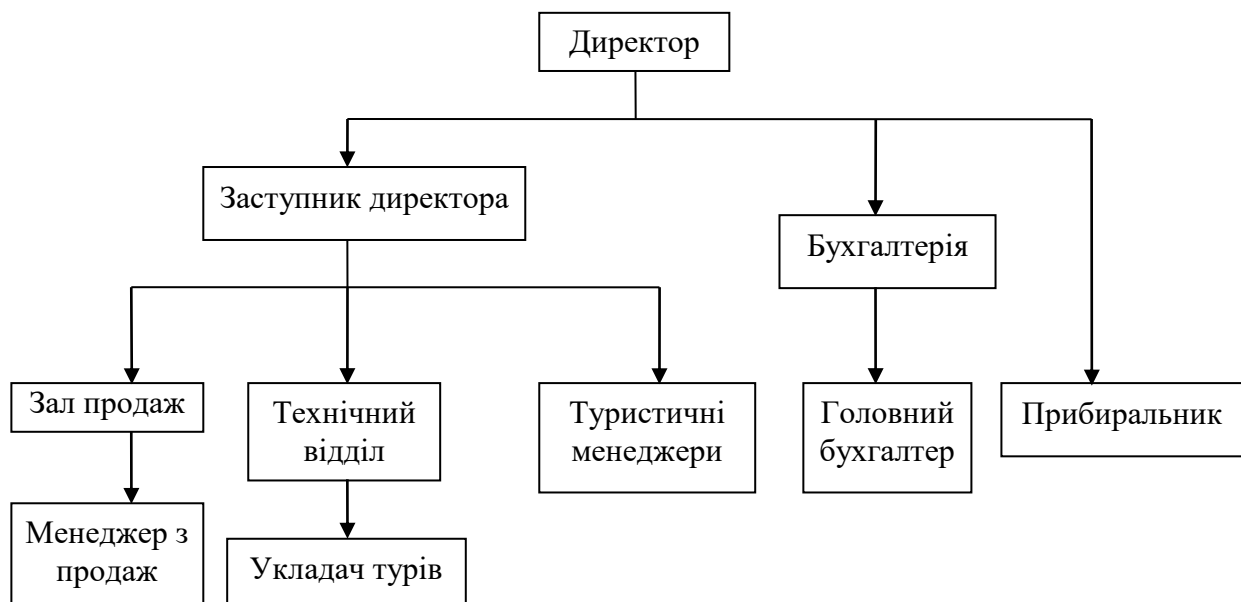 Директор
Заступник директора
Бухгалтерія
Зал продаж
Технічний
відділ
Туристичні
менеджери
Головний
бухгалтер
Прибиральник
Менеджер з
продаж
Укладач турів